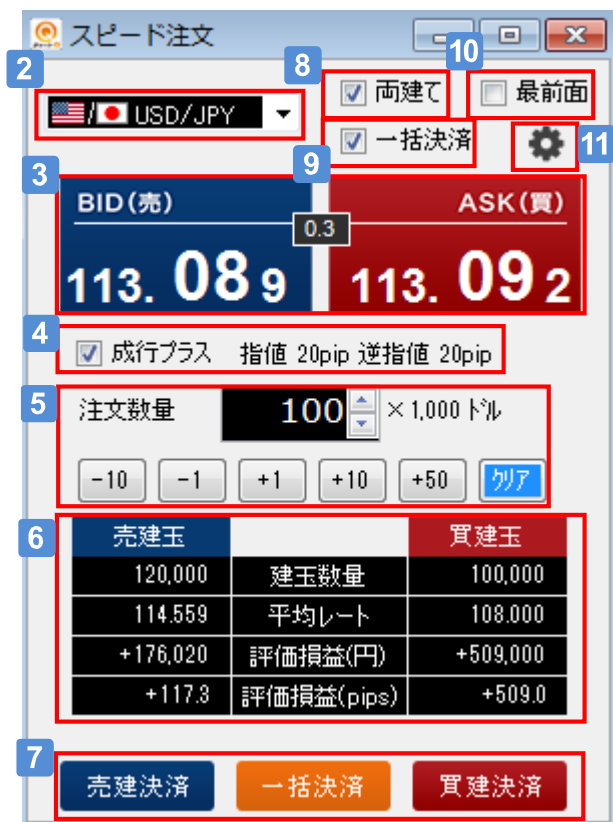 スピード注文
2
8
10
USD/JPY
両建て
最前面
一括決済
9
11
3
BID(売)
ASK(買)
0.3
113. 08 9
113. 09 2
4
成行プラス 指値 20pip 逆指値 20pip
5
注文数量 100 × 1,000 ﾄﾞﾙ
-10 -1 +1 +10 +50 ｸﾘｱ
6
売建玉 買建玉
120,000 建玉数量 100,000
114.559 平均レート 108.000
+176,020 評価損益(円) +509,000
+117.3 評価損益(pips) +509.0
7
売建決済 一括決済 買建決済